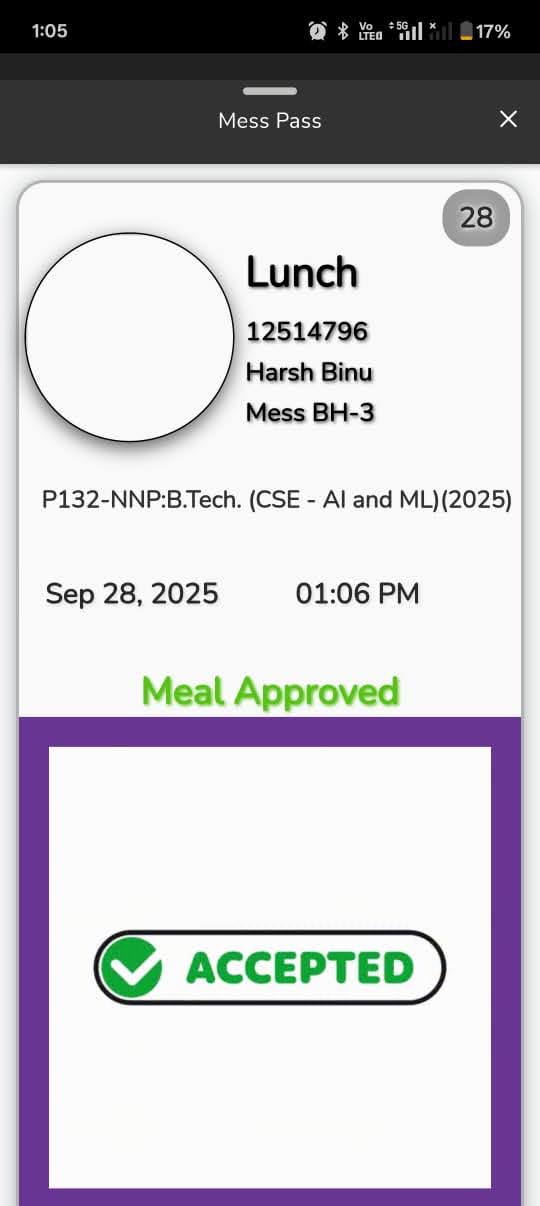 1:05
Vo
LTE
5G
17%
Mess Pass
28
Lunch
12514796
Harsh Binu
Mess BH-3
P132-NNP:B.Tech. (CSE - AI and ML)(2025)
Sep 28, 2025 01:06 PM
Meal Approved
ACCEPTED